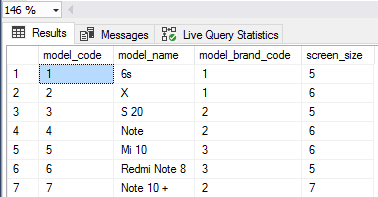 146 %
Results Messages Live Query Statistics
model_code model_name model_brand_code screen_size
1 1 6s 1 5
2 2 X 1 6
3 3 S 20 2 5
4 4 Note 2 6
5 5 Mi 10 3 6
6 6 Redmi Note 8 3 5
7 7 Note 10 + 2 7